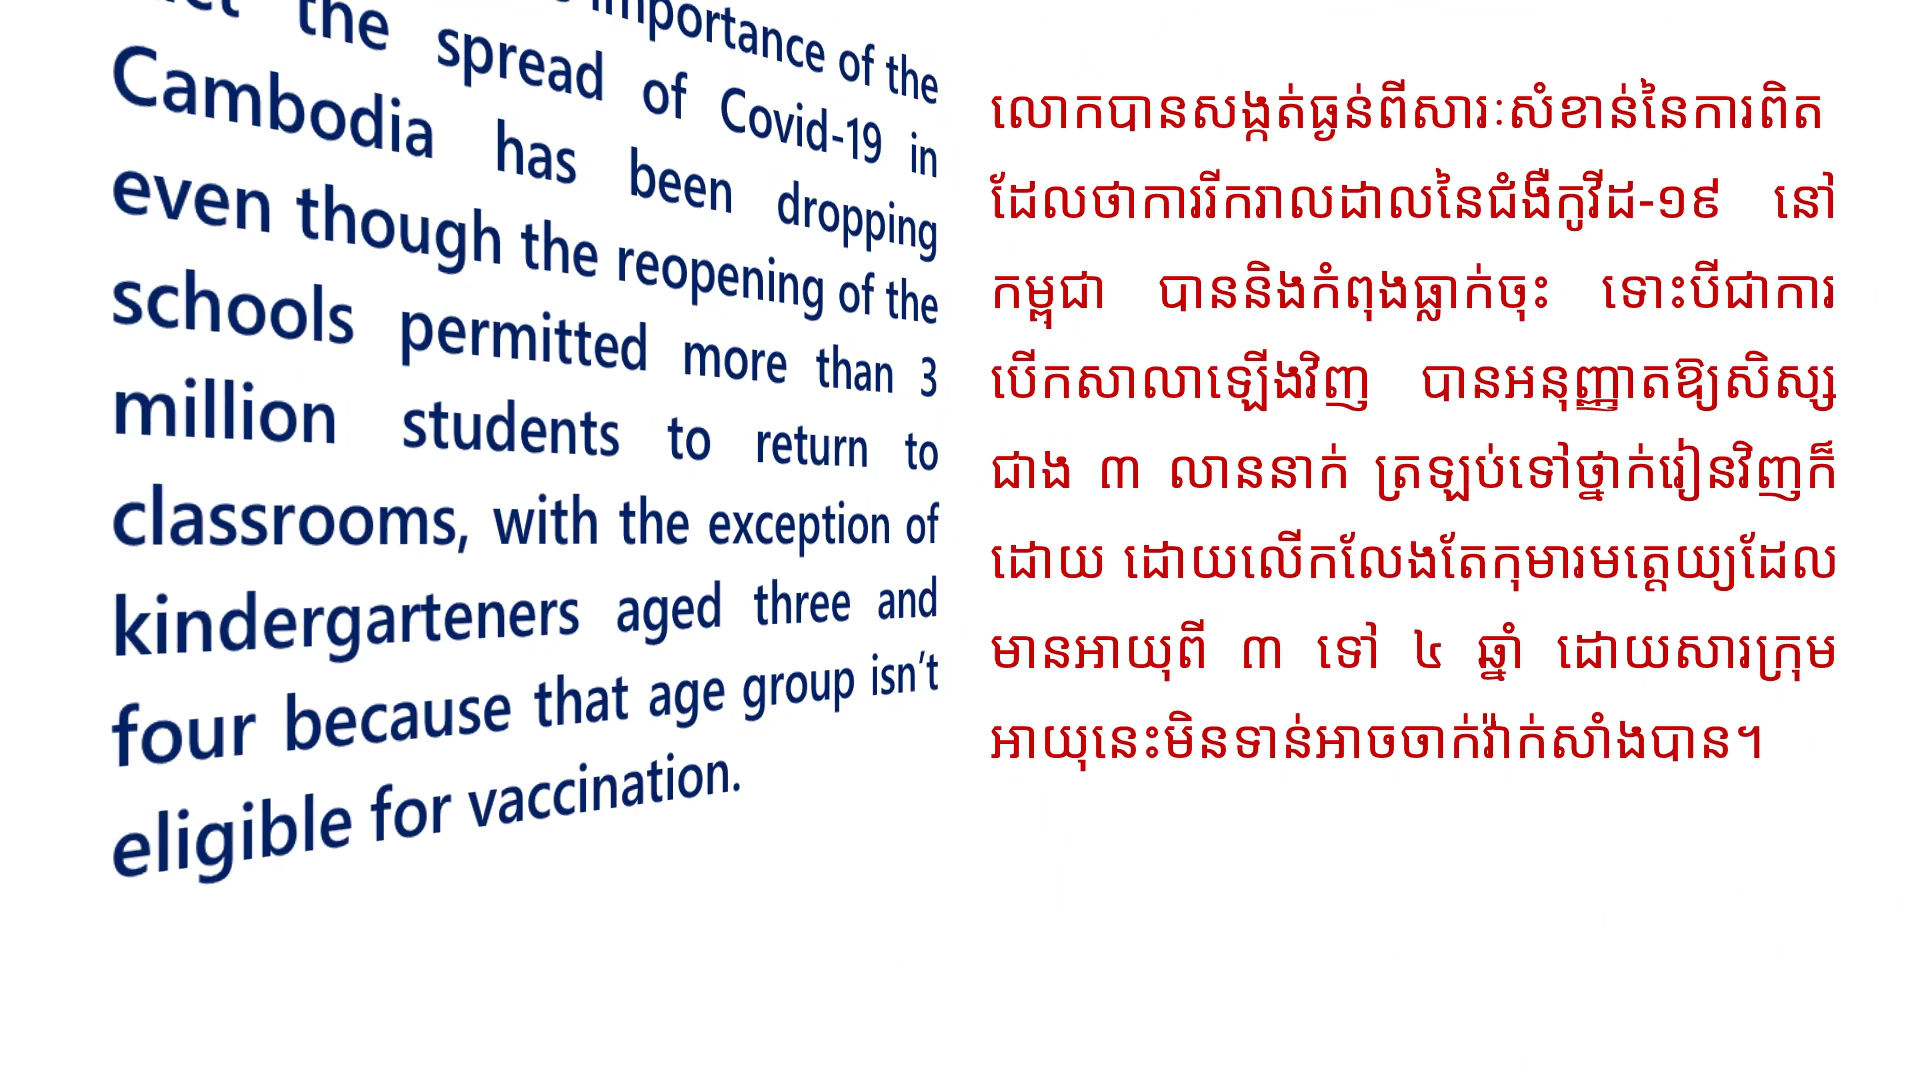 importance of the
the spread of Covid-19 in
Cambodia has been dropping
even though the reopening of the
schools permitted more than 3
million students to return to
classrooms, with the exception of
kindergarteners aged three and
four because that age group isn’t
eligible for vaccination.
លោកបានសង្កត់ធ្ងន់ពីសារៈសំខាន់នៃការពិត
ដែលថាការរីករាលដាលនៃជំងឺកូវីដ-១៩ នៅ
កម្ពុជា បាននិងកំពុងធ្លាក់ចុះ ទោះបីជាការ
បើកសាលាឡើងវិញ បានអនុញ្ញាតឱ្យសិស្ស
ជាង ៣ លាននាក់ ត្រឡប់ទៅថ្នាក់រៀនវិញក៏
ដោយ ដោយលើកលែងតែកុមារមត្តេយ្យដែល
មានអាយុពី ៣ ទៅ ៤ ឆ្នាំ ដោយសារក្រុម
អាយុនេះមិនទាន់អាចចាក់វ៉ាក់សាំងបាន។